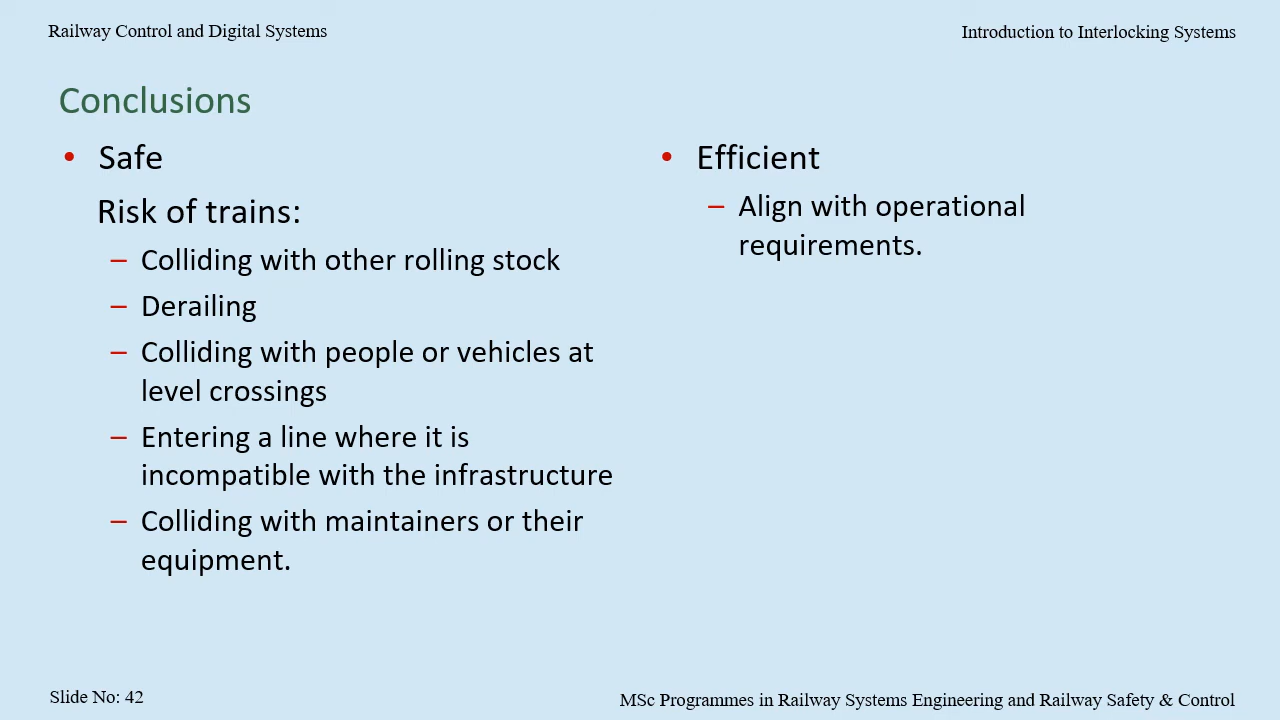 Railway Control and Digital Systems
Introduction to Interlocking Systems
Conclusions
• Safe
Risk of trains:
– Colliding with other rolling stock
– Derailing
– Colliding with people or vehicles at
level crossings
– Entering a line where it is
incompatible with the infrastructure
– Colliding with maintainers or their
equipment.
• Efficient
– Align with operational
requirements.
Slide No: 42
MSc Programmes in Railway Systems Engineering and Railway Safety & Control